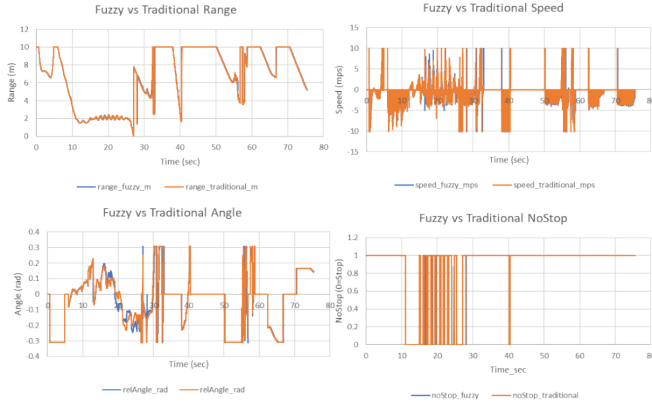 Fuzzy vs Traditional Range
12
10
8
6
4
2
0
Range (m)
0 10 20 30 40 50 60 70 80
Time (sec)
range_fuzzy_m range_traditional_m
Fuzzy vs Traditional Speed
15
10
5
0
-5
-10
-15
Speed (mps)
0 10 20 30 40 50 60 70 80
Time (sec)
speed_fuzzy_mps speed_traditional_mps
Fuzzy vs Traditional Angle
0.4
0.3
0.2
0.1
0
0.1
0.2
0.3
0.4
Angle (rad)
0 10 20 30 40 50 60 70 80
Time (sec)
relAngle_rad relAngle_rad
Fuzzy vs Traditional NoStop
1.2
1
0.8
0.6
0.4
0.2
0
NoStop (0=Stop)
0 10 20 30 40 50 60 70 80
Time_sec
noStop_fuzzy noStop_traditional